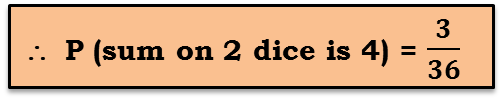 ∴ P (sum on 2 dice is 4) = 3/36